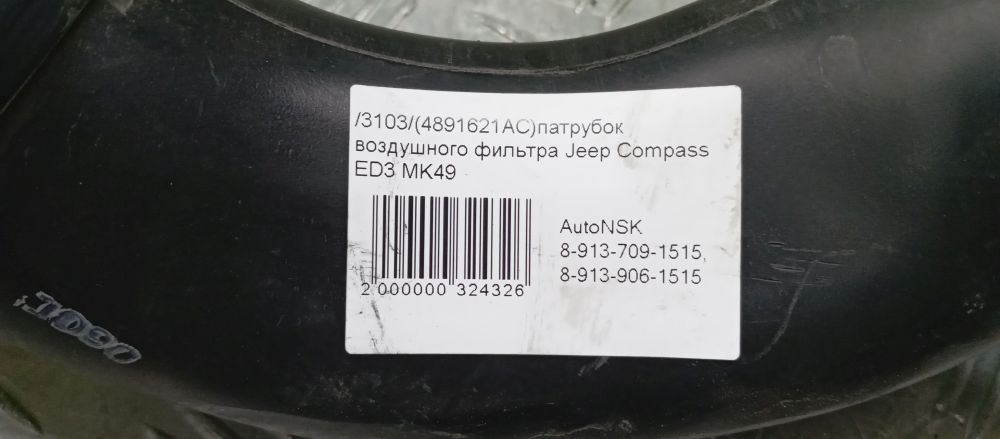 /3103/(4891621AC)патрубок
воздушного фильтра Jeep Compass
ED3 MK49
AutoNSK
8-913-709-1515,
8-913-906-1515
2 000000 324326